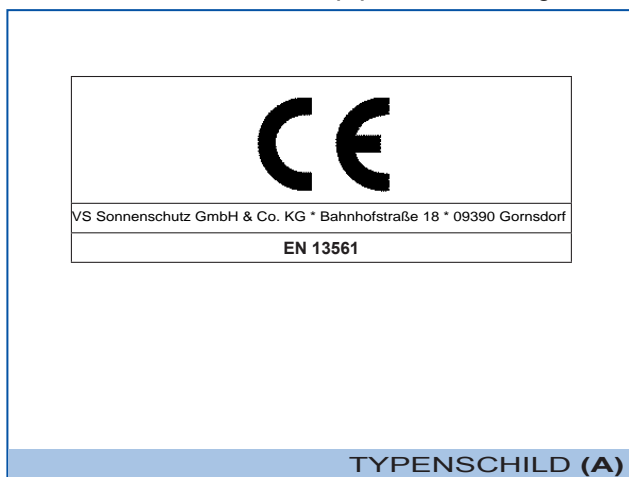 CE
VS Sonnenschutz GmbH & Co. KG * Bahnhofstraße 18 * 09390 Gornsdorf
EN 13561
TYPENSCHILD (A)